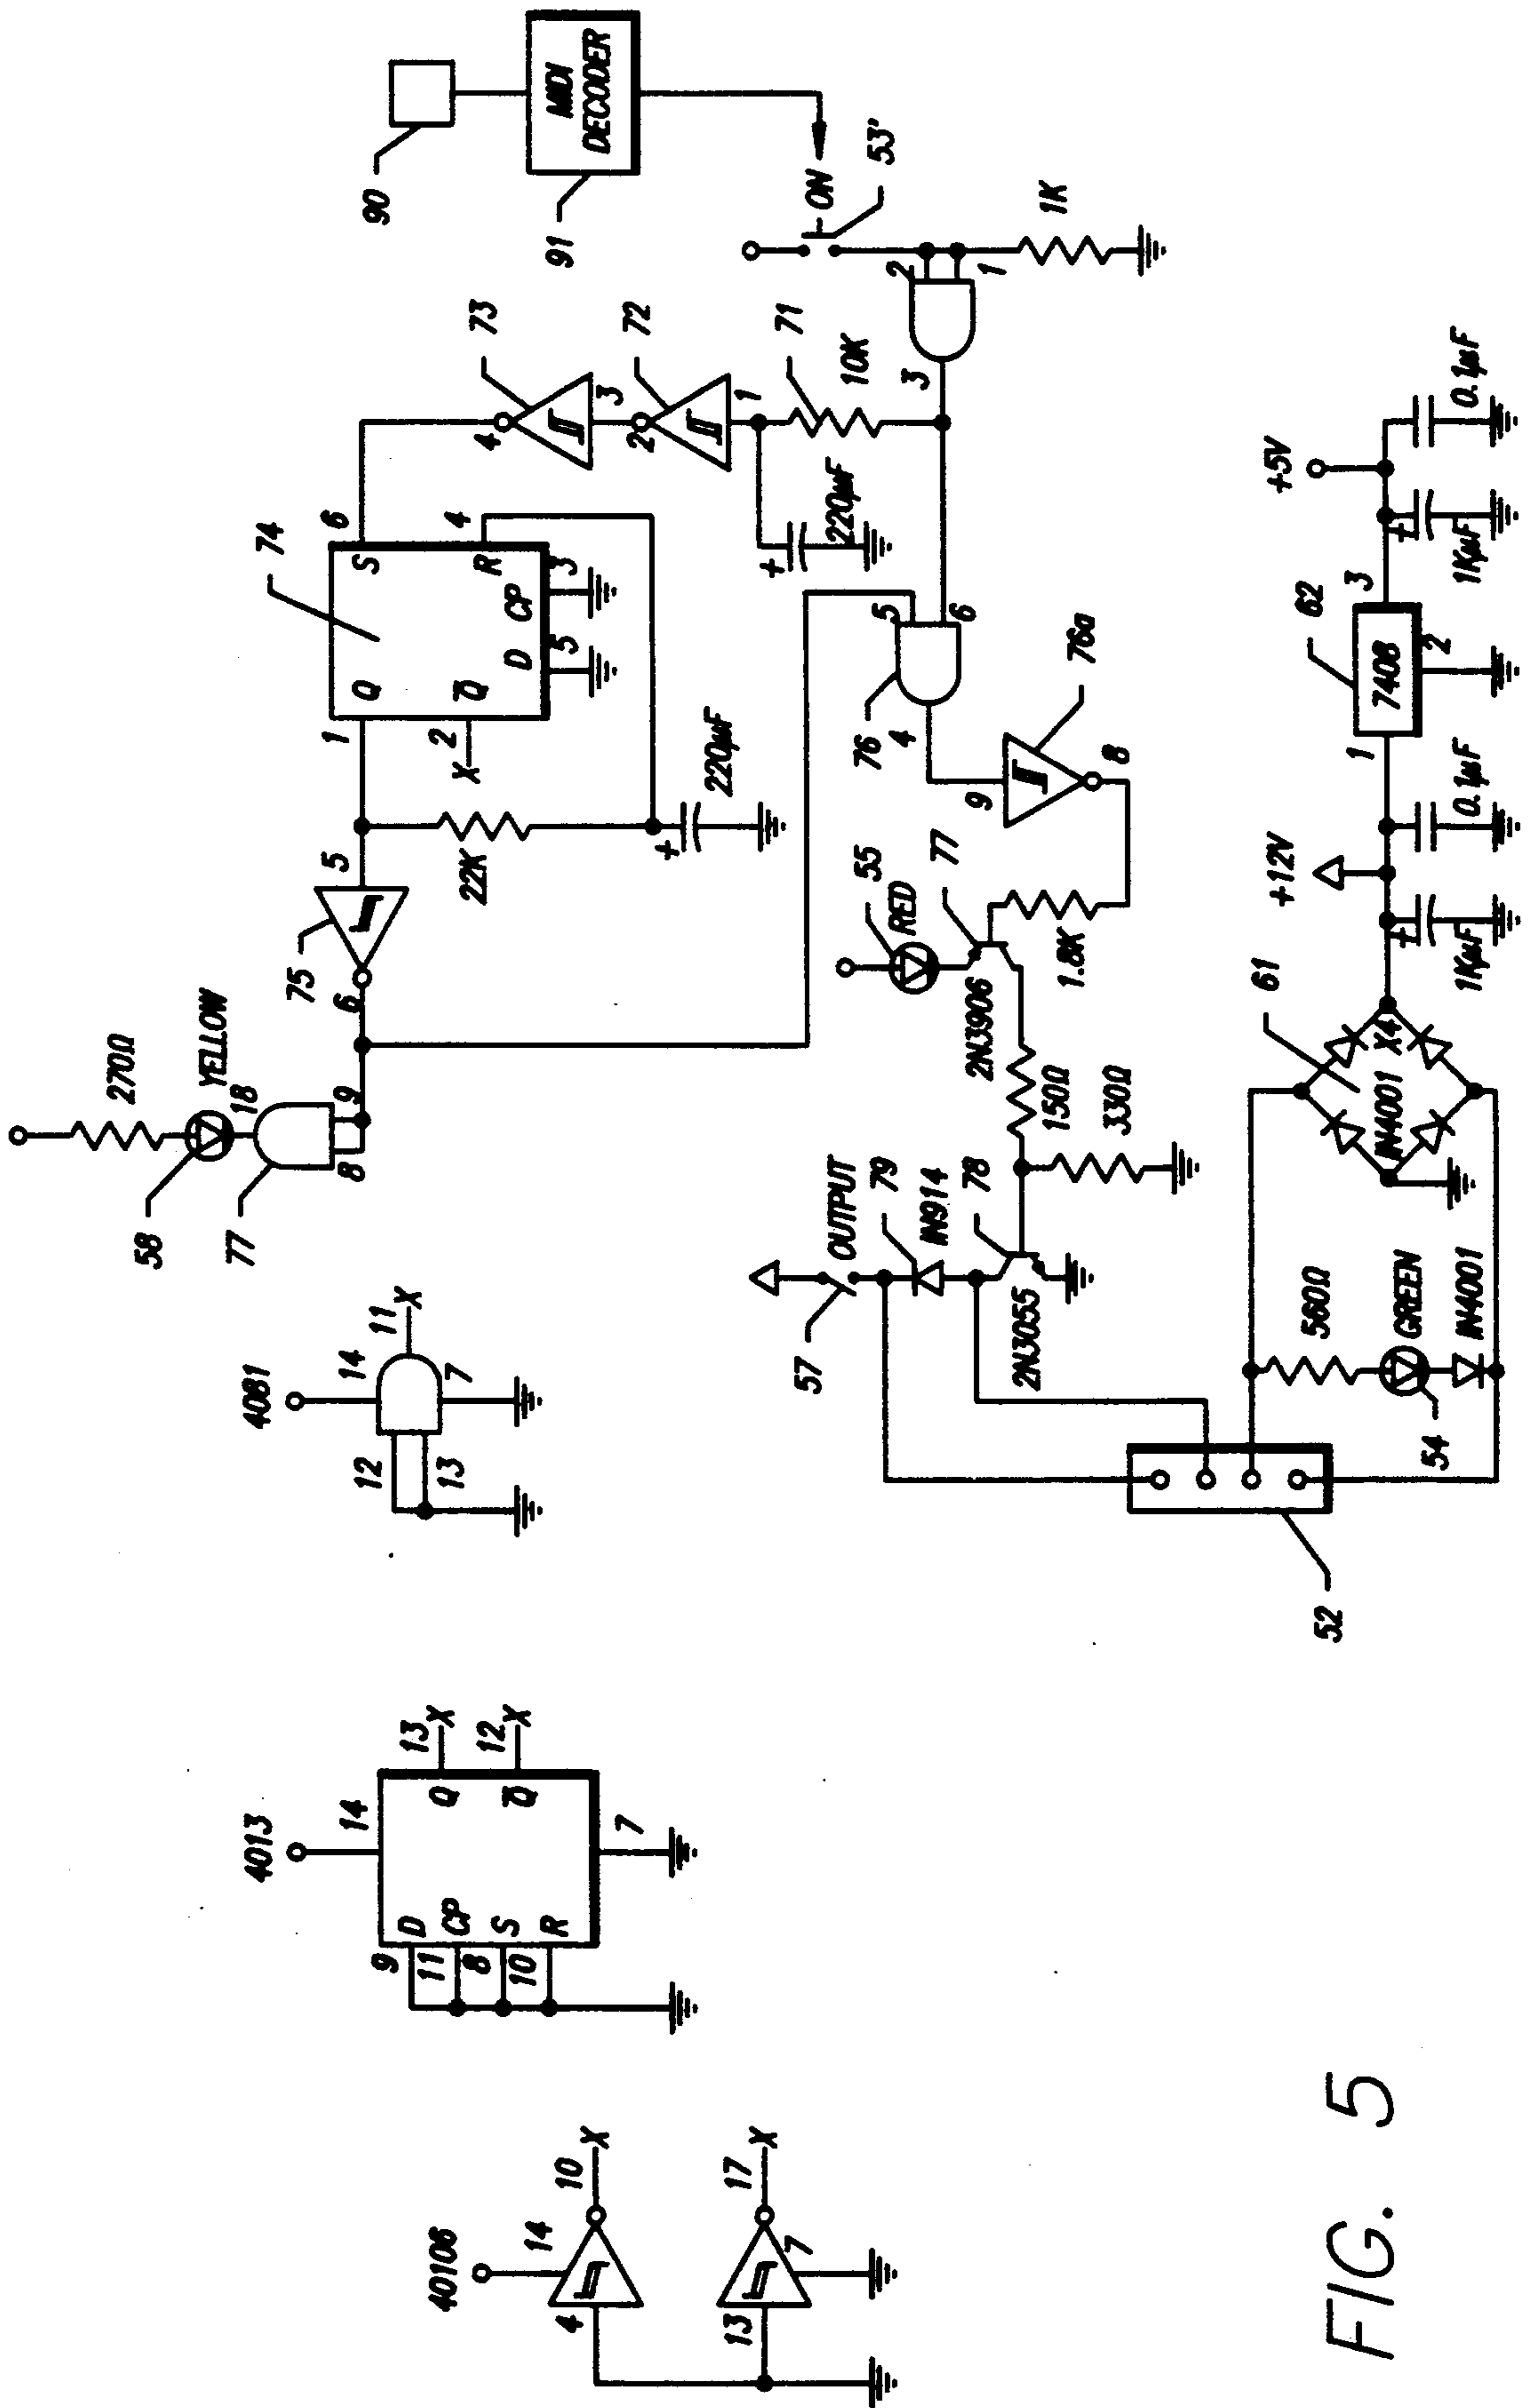 90
MIDI DECODER
91
ON
53'
73
4
3
72
2
1
71
10K
2
1
3
1K
220µF
+
74
6
4
S
R
Q
Q
D
CP
5
3
1
2
X
22K
220µF
+
75
5
6
270Ω
YELLOW
18
58
77
8
9
5
6
76
4
76a
9
8
55
RED
77
2N3906
1.8K
150Ω
330Ω
OUTPUT
57
79
IN914
78
2N3055
52
560Ω
GREEN
54
IN4001
61
IN4001 X4
+12V
+
1KµF
0.1µF
62
7408
1
2
3
+5V
+
1KµF
0.1µF
4081
14
12
13
11
X
7
4013
14
9
11
8
10
D
CP
S
R
Q
Q
13
X
12
X
7
40106
14
4
10
X
13
17
X
7
FIG. 5